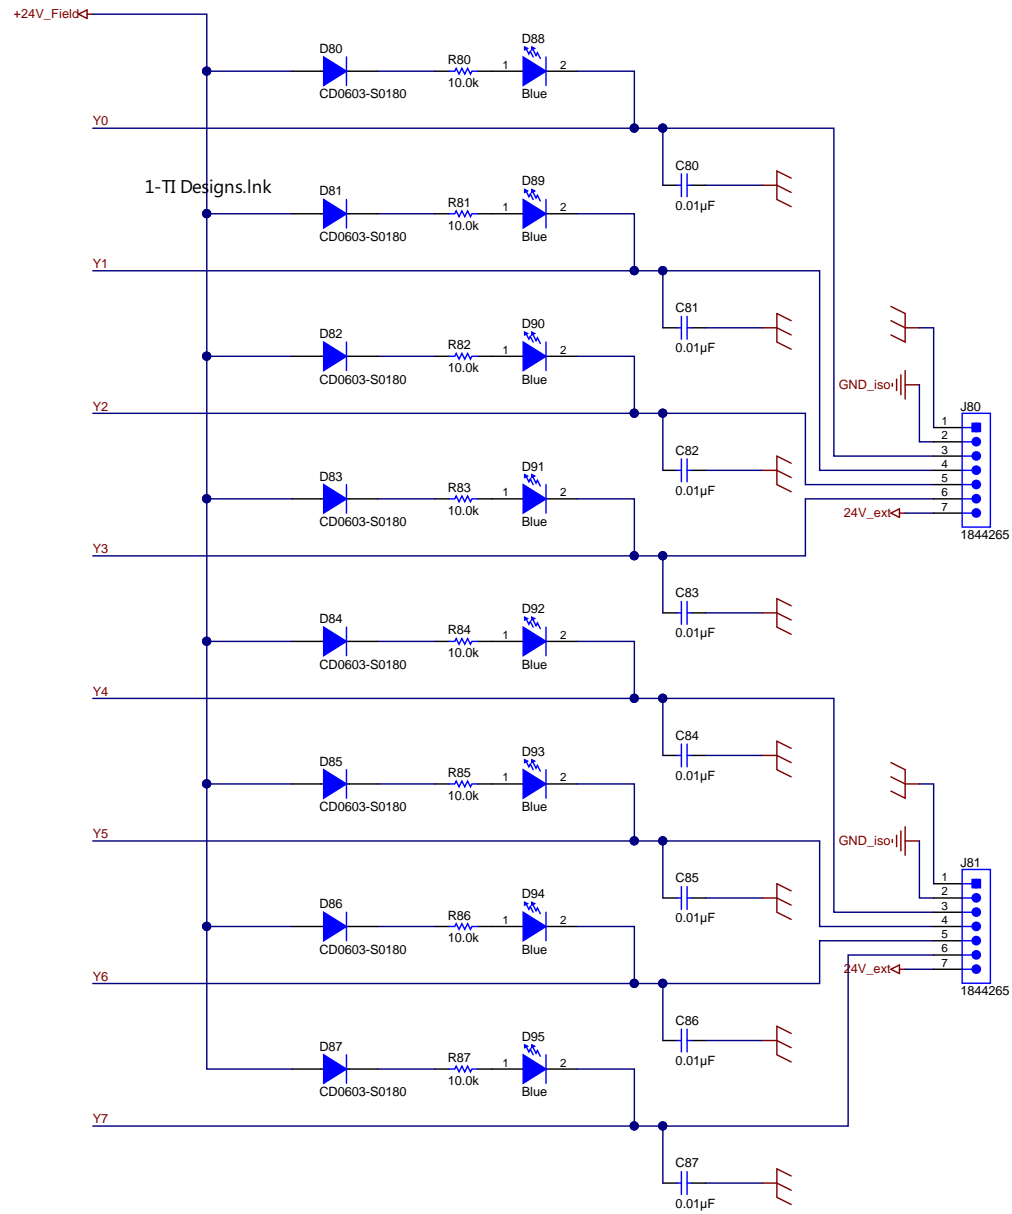 +24V_Field
D80
CD0603-S0180
R80
10.0k
1
D88
2
Blue
Y0
C80
0.01µF
1-TI Designs.lnk
D81
CD0603-S0180
R81
10.0k
1
D89
2
Blue
Y1
C81
0.01µF
D82
CD0603-S0180
R82
10.0k
1
D90
2
Blue
Y2
C82
0.01µF
D83
CD0603-S0180
R83
10.0k
1
D91
2
Blue
Y3
C83
0.01µF
GND_iso
J80
1
2
3
4
5
6
7
24V_ext
1844265
D84
CD0603-S0180
R84
10.0k
1
D92
2
Blue
Y4
C84
0.01µF
D85
CD0603-S0180
R85
10.0k
1
D93
2
Blue
Y5
C85
0.01µF
D86
CD0603-S0180
R86
10.0k
1
D94
2
Blue
Y6
C86
0.01µF
D87
CD0603-S0180
R87
10.0k
1
D95
2
Blue
Y7
C87
0.01µF
GND_iso
J81
1
2
3
4
5
6
7
24V_ext
1844265